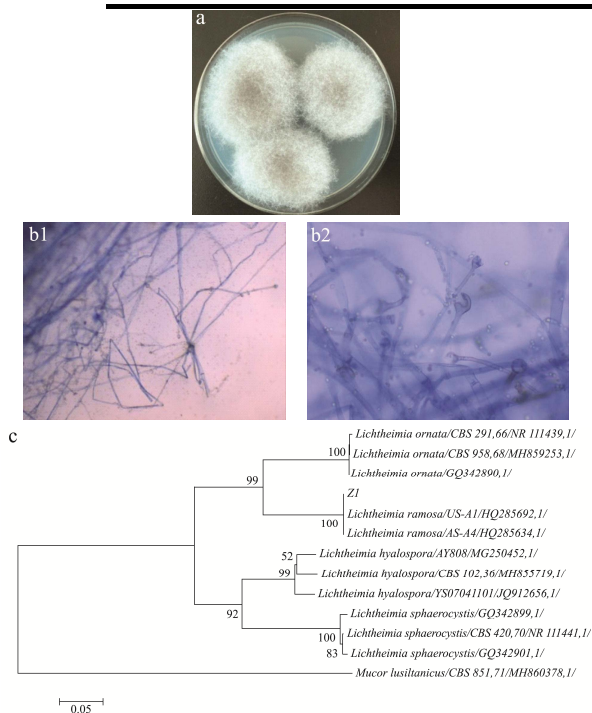 a
b1
b2
c
Lichtheimia ornata/CBS 291,66/NR 111439,1/
100
Lichtheimia ornata/CBS 958,68/MH859253,1/
Lichtheimia ornata/GQ342890,1/
99
Z1
Lichtheimia ramosa/US-A1/HQ285692,1/
100
Lichtheimia ramosa/AS-A4/HQ285634,1/
52
Lichtheimia hyalospora/AY808/MG250452,1/
99
Lichtheimia hyalospora/CBS 102,36/MH855719,1/
Lichtheimia hyalospora/YS07041101/JQ912656,1/
92
Lichtheimia sphaerocystis/GQ342899,1/
100
Lichtheimia sphaerocystis/CBS 420,70/NR 111441,1/
83
Lichtheimia sphaerocystis/GQ342901,1/
Mucor lusiltanicus/CBS 851,71/MH860378,1/
0.05